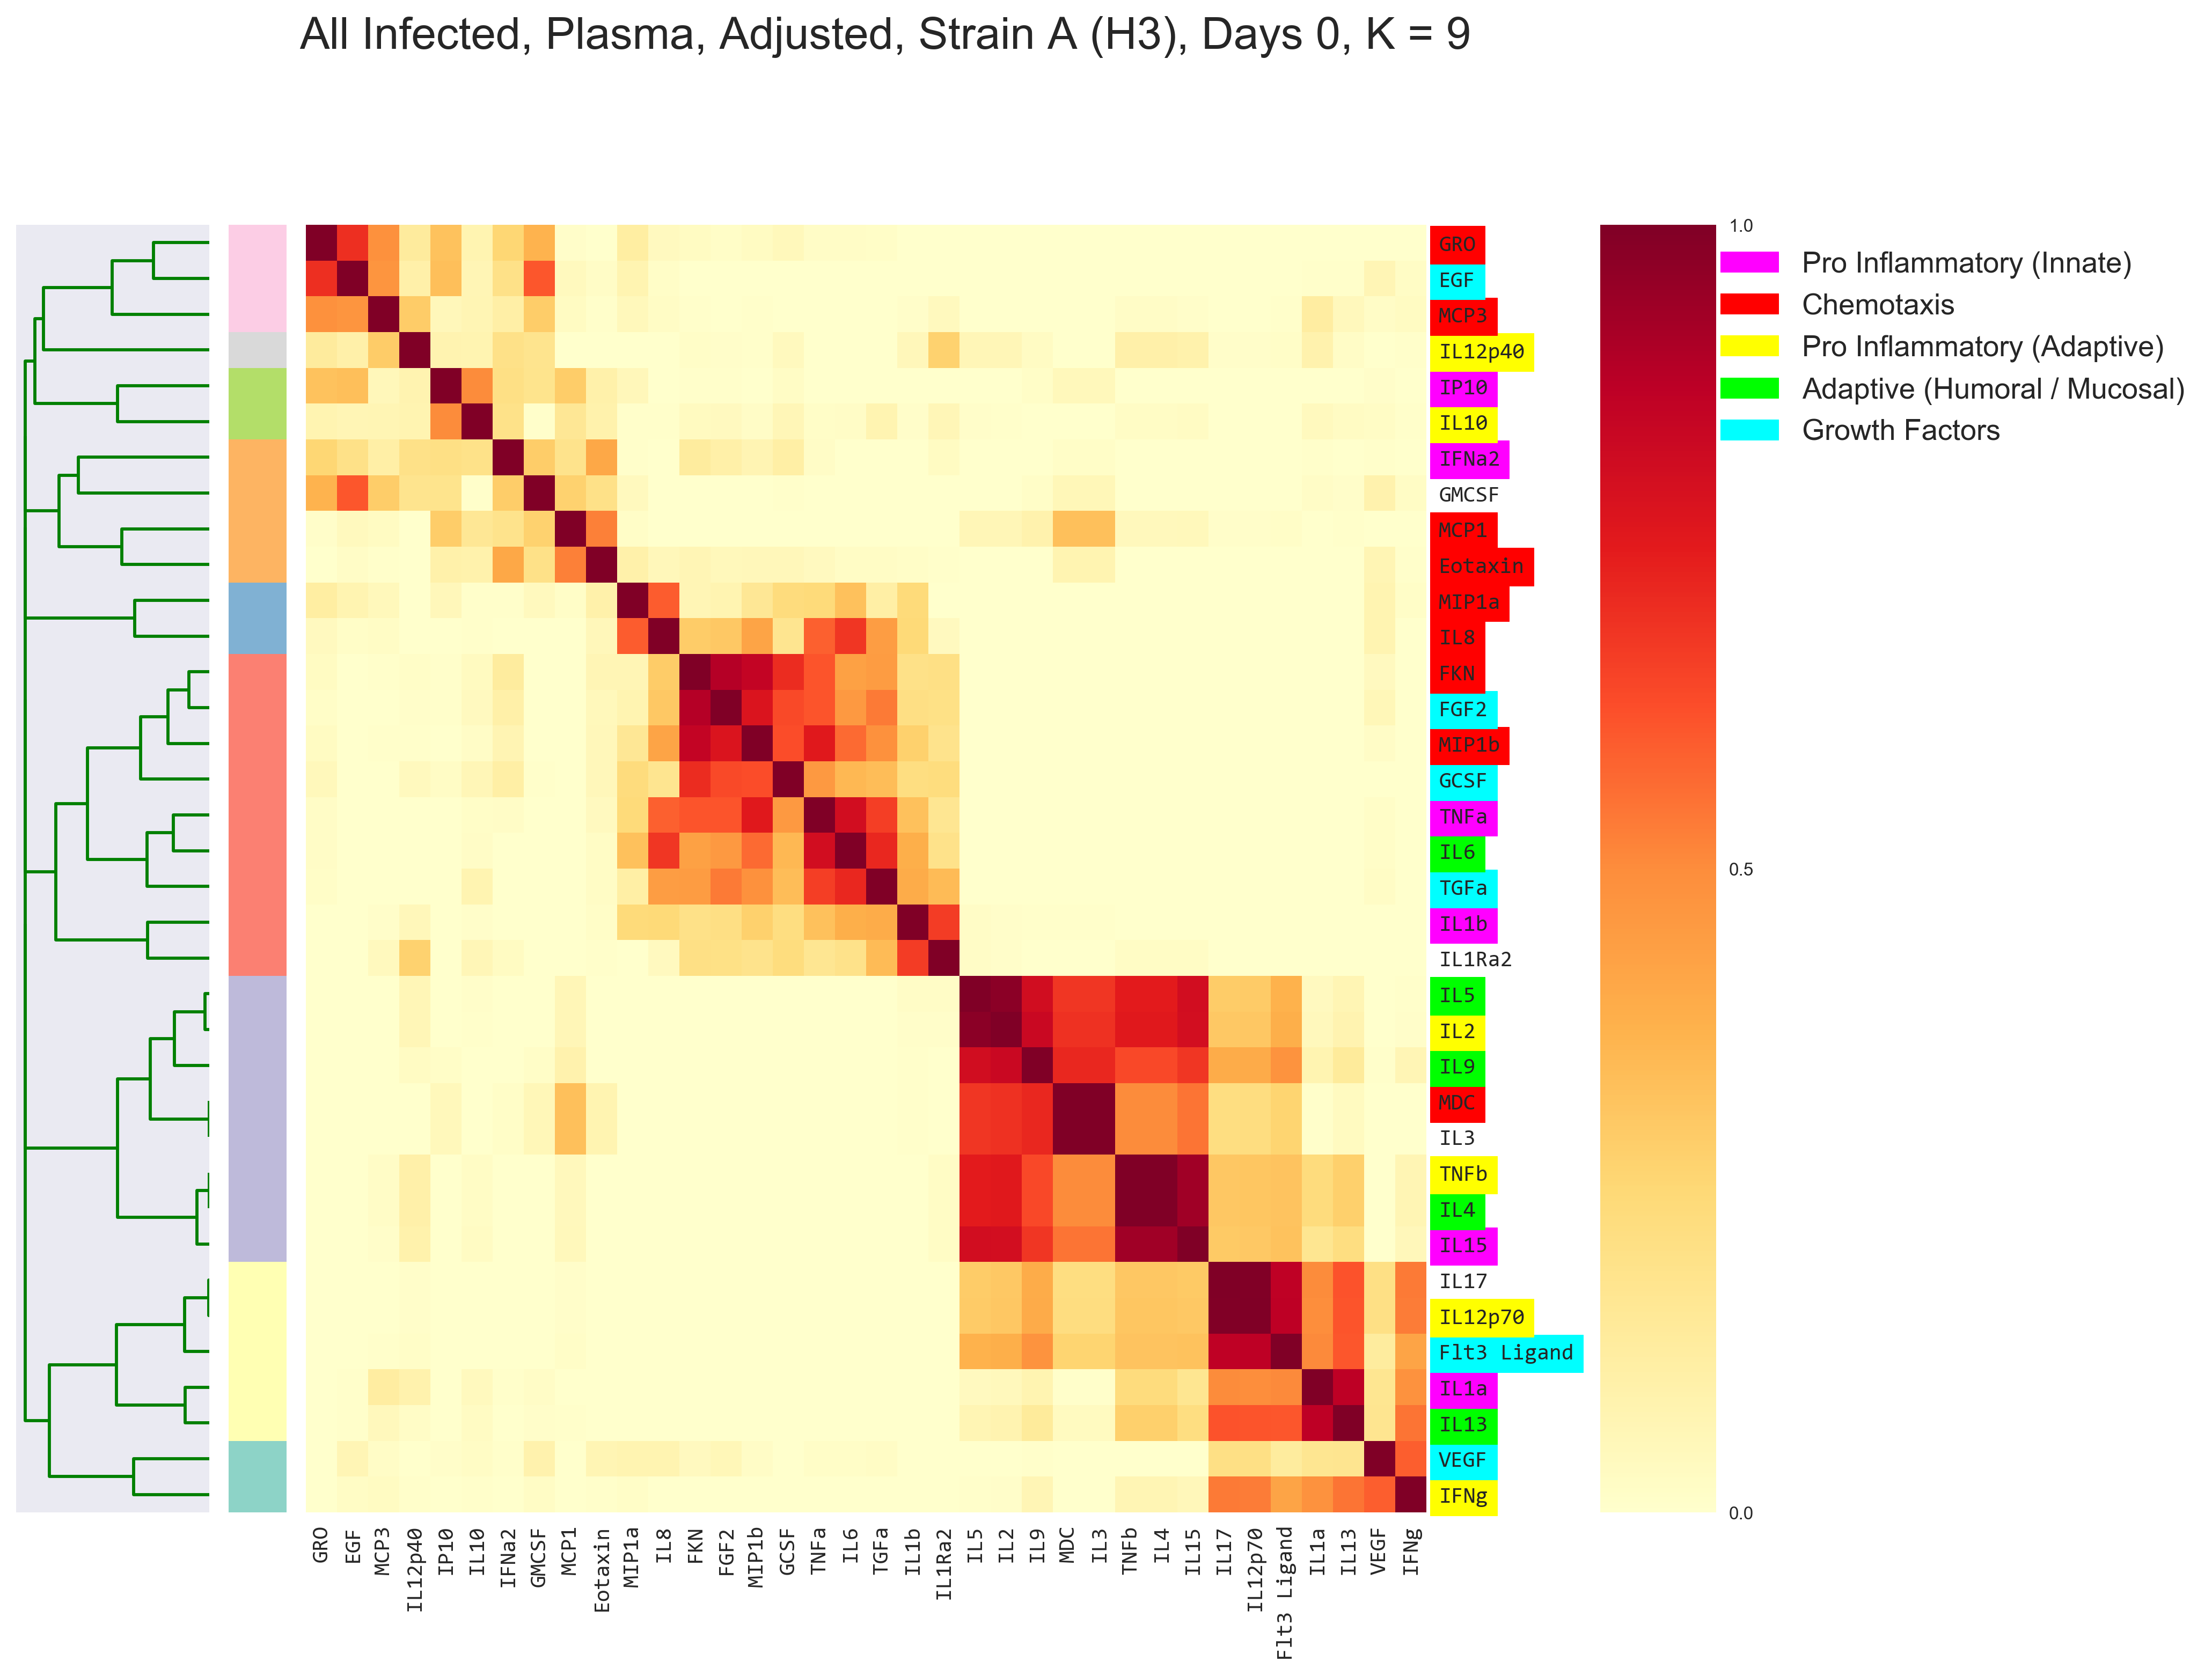 All Infected, Plasma, Adjusted, Strain A (H3), Days 0, K = 9
GRO
EGF
MCP3
IL12p40
IP10
IL10
IFNa2
GMCSF
MCP1
Eotaxin
MIP1a
IL8
FKN
FGF2
MIP1b
GCSF
TNFa
IL6
TGFa
IL1b
IL1Ra2
IL5
IL2
IL9
MDC
IL3
TNFb
IL4
IL15
IL17
IL12p70
Flt3 Ligand
IL1a
IL13
VEGF
IFNg
1.0
0.5
0.0
Pro Inflammatory (Innate)
Chemotaxis
Pro Inflammatory (Adaptive)
Adaptive (Humoral / Mucosal)
Growth Factors
GRO
EGF
MCP3
IL12p40
IP10
IL10
IFNa2
GMCSF
MCP1
Eotaxin
MIP1a
IL8
FKN
FGF2
MIP1b
GCSF
TNFa
IL6
TGFa
IL1b
IL1Ra2
IL5
IL2
IL9
MDC
IL3
TNFb
IL4
IL15
IL17
IL12p70
Flt3 Ligand
IL1a
IL13
VEGF
IFNg